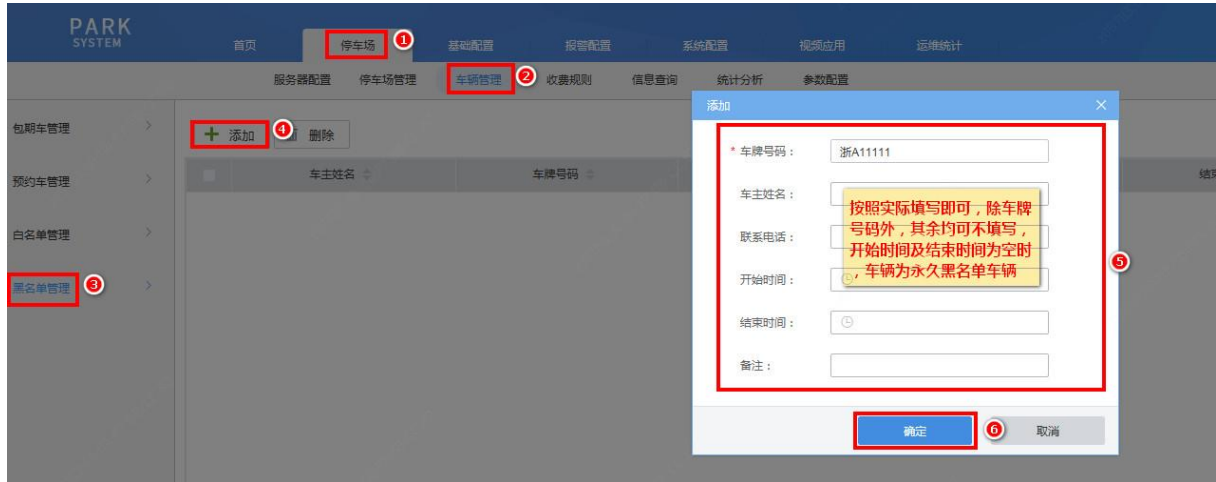 PARK
SYSTEM
首页
停车场
1
基础配置
报警配置
系统配置
视频应用
运维统计
服务器配置
停车场管理
车辆管理
2
收费规则
信息查询
统计分析
参数配置
包期车管理
预约车管理
白名单管理
黑名单管理
3
添加
4
删除
车主姓名
车牌号码
结束
添加
* 车牌号码：
浙A11111
车主姓名：
联系电话：
开始时间：
结束时间：
备注：
按照实际填写即可，除车牌
号码外，其余均可不填写，
开始时间及结束时间为空时
，车辆为永久黑名单车辆
5
确定
6
取消